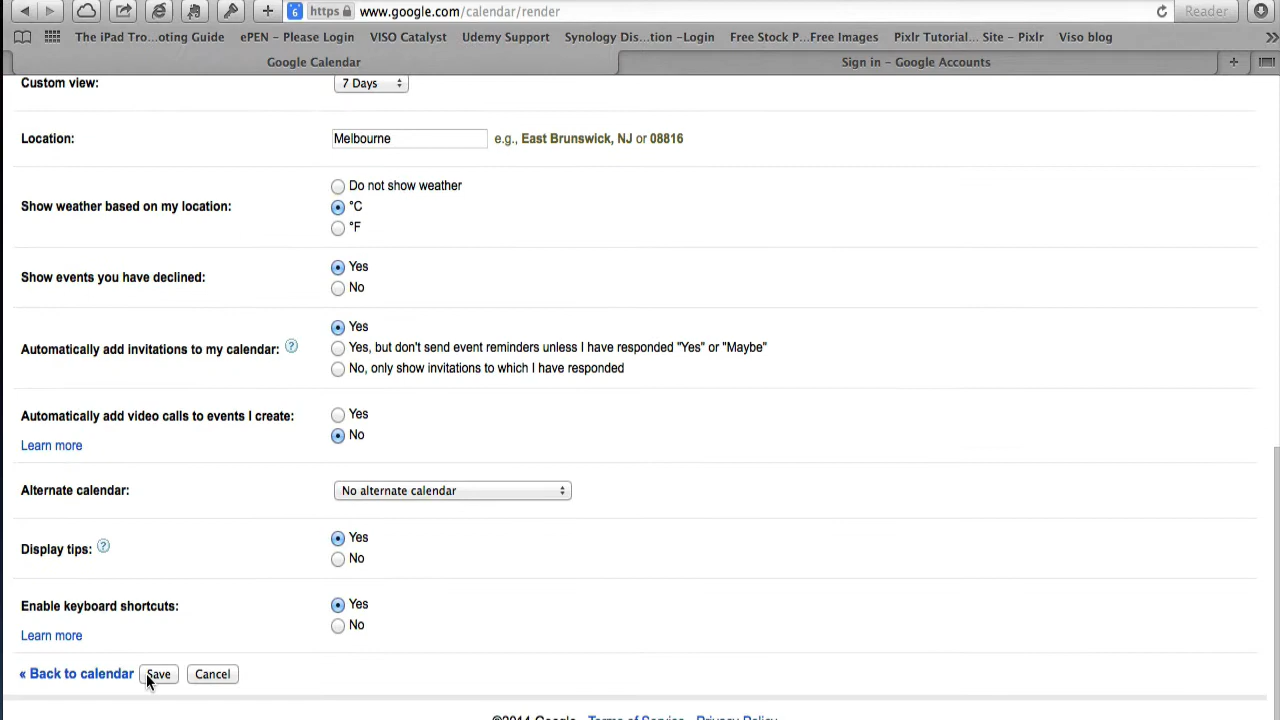 6 https www.google.com/calendar/render Reader
The iPad Tro...oting Guide ePEN – Please Login VISO Catalyst Udemy Support Synology Dis...tion –Login Free Stock P...Free Images Pixlr Tutorial... Site – Pixlr Viso blog
Google Calendar Sign in – Google Accounts
Custom view: 7 Days
Location: Melbourne e.g., East Brunswick, NJ or 08816
Do not show weather
Show weather based on my location: °C
°F
Show events you have declined: Yes
No
Yes
Automatically add invitations to my calendar: ? Yes, but don't send event reminders unless I have responded "Yes" or "Maybe"
No, only show invitations to which I have responded
Automatically add video calls to events I create: Yes
No
Learn more
Alternate calendar: No alternate calendar
Yes
Display tips: ? No
Enable keyboard shortcuts: Yes
No
Learn more
« Back to calendar Save Cancel
©2014 Google - Terms of Service - Privacy Policy